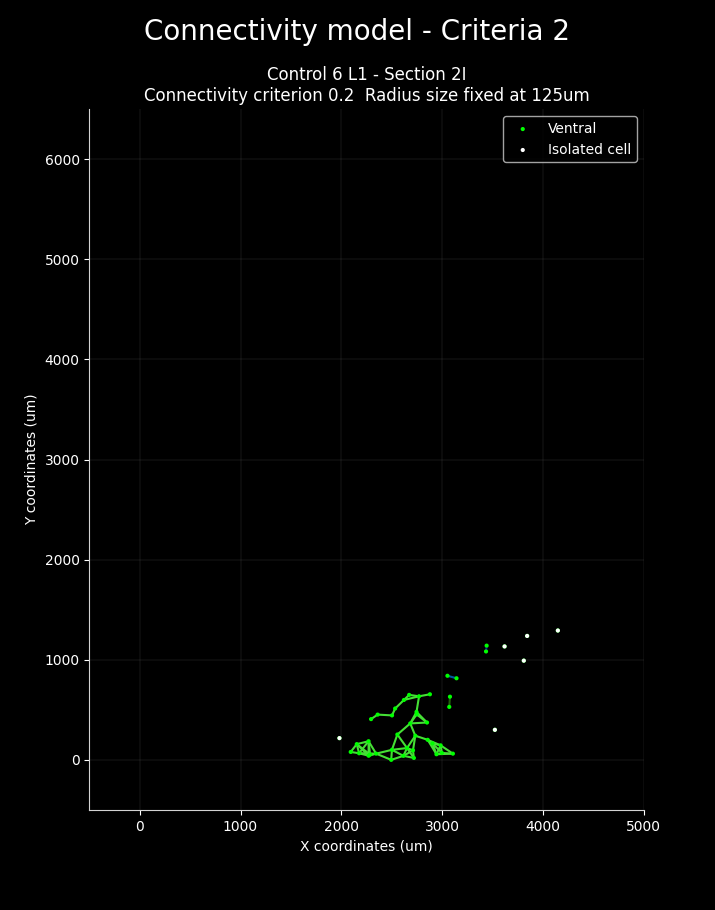 Connectivity model - Criteria 2
Control 6 L1 - Section 2I
Connectivity criterion 0.2  Radius size fixed at 125um
Ventral
Isolated cell
6000
5000
4000
3000
2000
1000
0
Y coordinates (um)
0 1000 2000 3000 4000 5000
X coordinates (um)